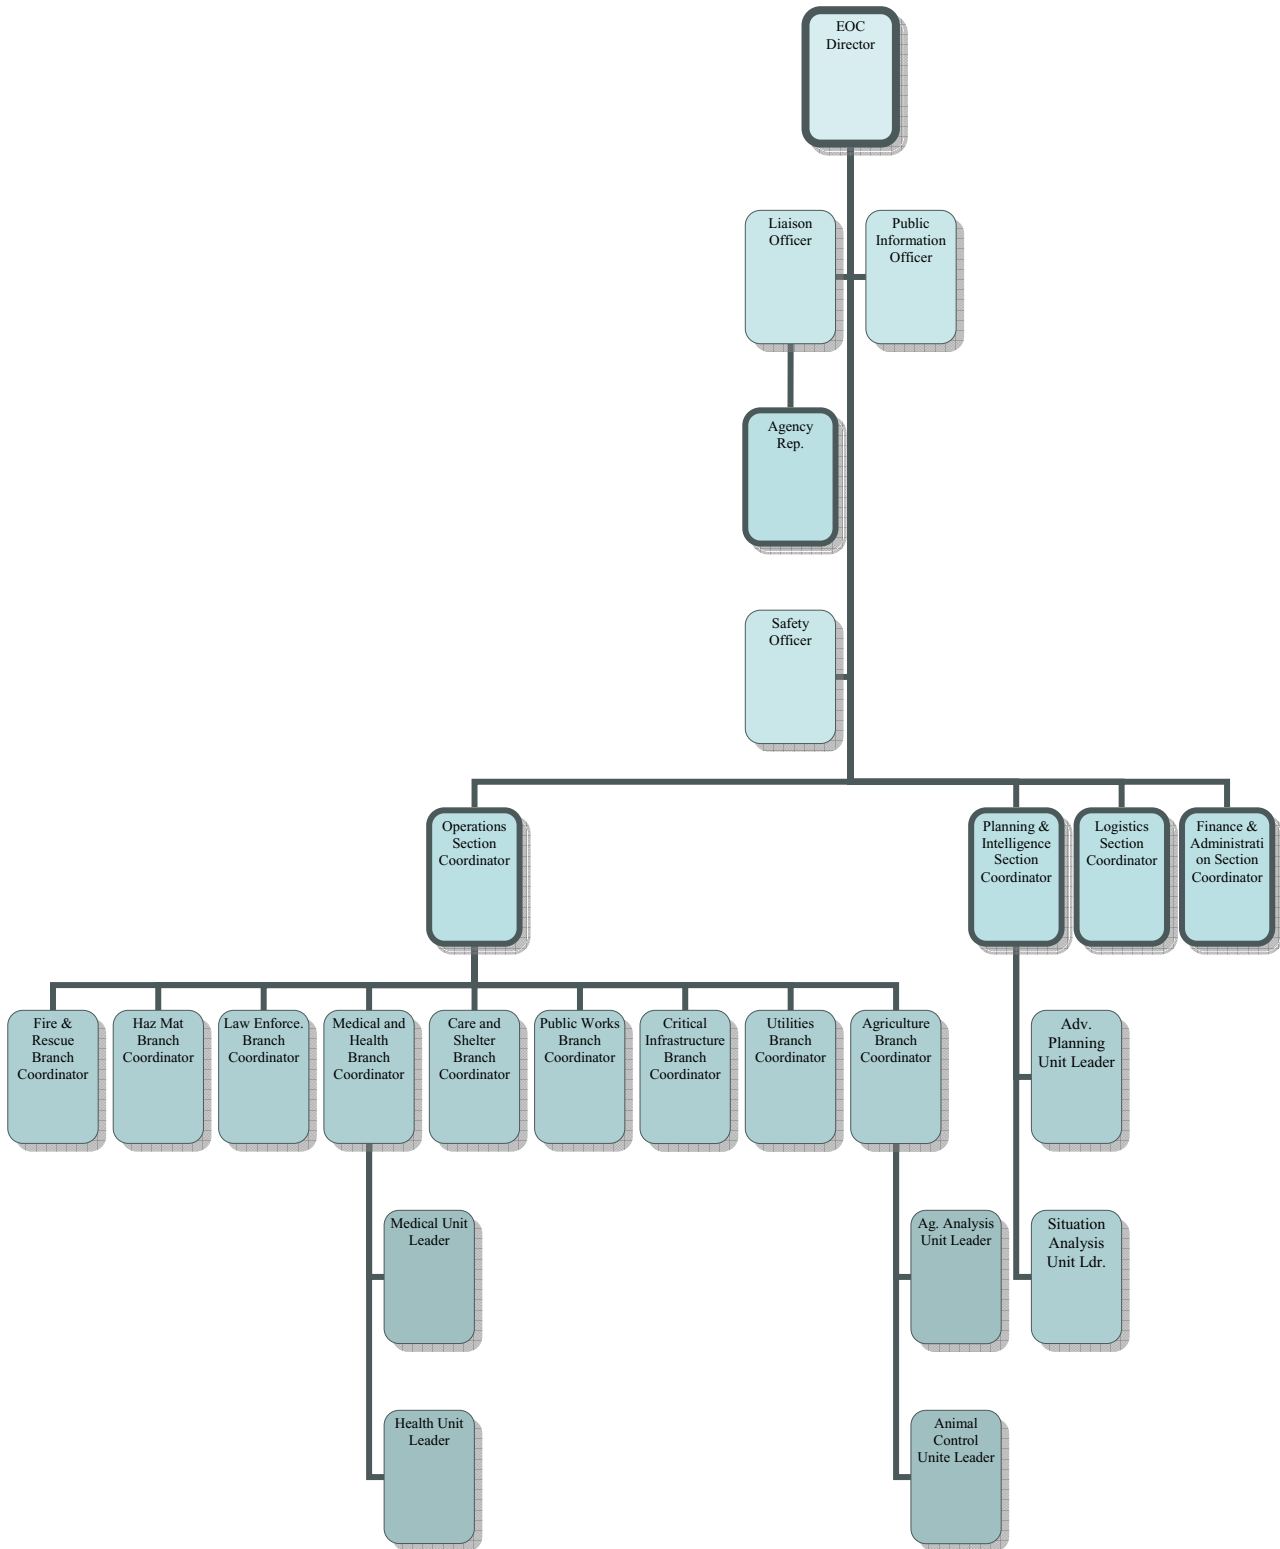 EOC
Director
Liaison
Officer
Public
Information
Officer
Agency
Rep.
Safety
Officer
Operations
Section
Coordinator
Planning &
Intelligence
Section
Coordinator
Logistics
Section
Coordinator
Finance &
Administrati
on Section
Coordinator
Fire &
Rescue
Branch
Coordinator
Haz Mat
Branch
Coordinator
Law Enforce.
Branch
Coordinator
Medical and
Health
Branch
Coordinator
Care and
Shelter
Branch
Coordinator
Public Works
Branch
Coordinator
Critical
Infrastructure
Branch
Coordinator
Utilities
Branch
Coordinator
Agriculture
Branch
Coordinator
Adv.
Planning
Unit Leader
Medical Unit
Leader
Ag. Analysis
Unit Leader
Situation
Analysis
Unit Ldr.
Health Unit
Leader
Animal
Control
Unite Leader